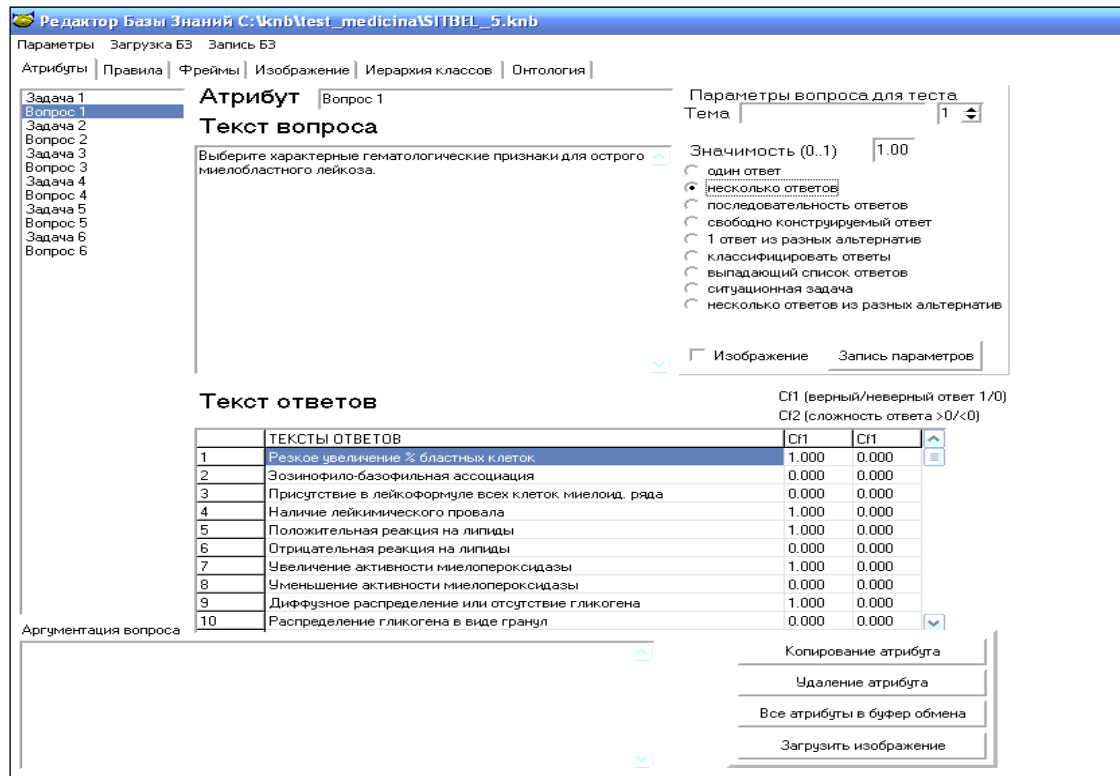 Редактор Базы Знаний C:\knb\test_medicina\SITBEL_5.knb
Параметры Загрузка БЗ Запись БЗ
Атрибуты Правила Фреймы Изображение Иерархия классов Онтология
Задача 1
Вопрос 1
Задача 2
Вопрос 2
Задача 3
Вопрос 3
Задача 4
Вопрос 4
Задача 5
Вопрос 5
Задача 6
Вопрос 6
Атрибут Вопрос 1
Текст вопроса
Выберите характерные гематологические признаки для острого
миелобластного лейкоза.
Параметры вопроса для теста
Тема 1
Значимость (0..1) 1.00
один ответ
несколько ответов
последовательность ответов
свободно конструируемый ответ
1 ответ из разных альтернатив
классифицировать ответы
выпадающий список ответов
ситуационная задача
несколько ответов из разных альтернатив
Изображение Запись параметров
Текст ответов
Cf1 (верный/неверный ответ 1/0)
Cf2 (сложность ответа >0/<0)
ТЕКСТЫ ОТВЕТОВ Cf1 Cf1
1 Резкое увеличение % бластных клеток 1.000 0.000
2 Эозинофило-базофильная ассоциация 0.000 0.000
3 Присутствие в лейкоформуле всех клеток миелоид. ряда 0.000 0.000
4 Наличие лейкимического провала 1.000 0.000
5 Положительная реакция на липиды 1.000 0.000
6 Отрицательная реакция на липиды 0.000 0.000
7 Увеличение активности миелопероксидазы 1.000 0.000
8 Уменьшение активности миелопероксидазы 0.000 0.000
9 Диффузное распределение или отсутствие гликогена 1.000 0.000
10 Распределение гликогена в виде гранул 0.000 0.000
Аргументация вопроса
Копирование атрибута
Удаление атрибута
Все атрибуты в буфер обмена
Загрузить изображение